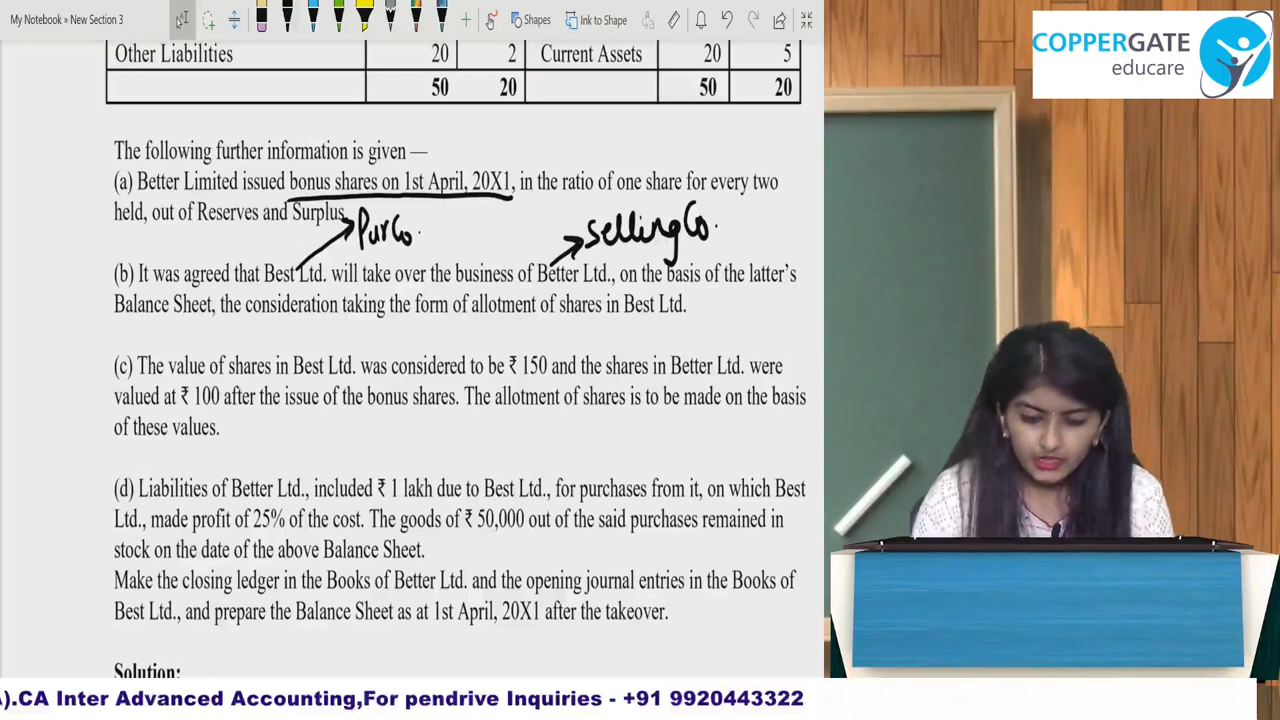 My Notebook » New Section 3
Shapes
Ink to Shape
COPPERGATE
educare
Other Liabilities 20 2 Current Assets 20 5
50 20 50 20
The following further information is given —
(a) Better Limited issued bonus shares on 1st April, 20X1, in the ratio of one share for every two
held, out of Reserves and Surplus.
Pur Co.
Selling Co.
(b) It was agreed that Best Ltd. will take over the business of Better Ltd., on the basis of the latter's
Balance Sheet, the consideration taking the form of allotment of shares in Best Ltd.
(c) The value of shares in Best Ltd. was considered to be ₹ 150 and the shares in Better Ltd. were
valued at ₹ 100 after the issue of the bonus shares. The allotment of shares is to be made on the basis
of these values.
(d) Liabilities of Better Ltd., included ₹ 1 lakh due to Best Ltd., for purchases from it, on which Best
Ltd., made profit of 25% of the cost. The goods of ₹ 50,000 out of the said purchases remained in
stock on the date of the above Balance Sheet.
Make the closing ledger in the Books of Better Ltd. and the opening journal entries in the Books of
Best Ltd., and prepare the Balance Sheet as at 1st April, 20X1 after the takeover.
Solution:
).CA Inter Advanced Accounting,For pendrive Inquiries - +91 9920443322